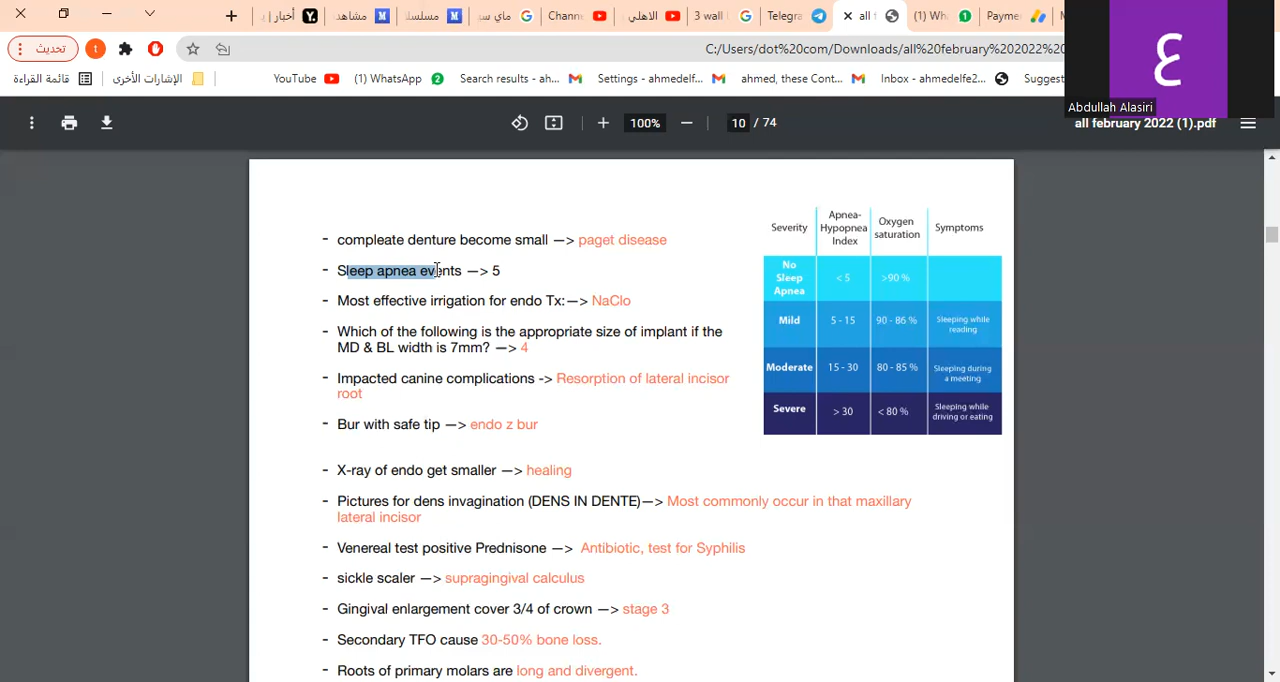 أخبار
مشاهد
مسلسلا
ماي سي
Chann
الاهلي
3 wall
Telegra
all f
(1) Wh
Payme
تحديث
C:/Users/dot%20con/Downloads/all%20february%202022%20
قائمة القراءة
الإشارات الأخرى
YouTube
(1) WhatsApp
Search results - ah...
Settings - ahmedelf...
ahmed, these Cont...
Inbox - ahmedelfe2...
Suggest
ع
Abdullah Alasiri
100%
10 / 74
all february 2022 (1).pdf
- compleate denture become small —> paget disease
- Sleep apnea events —> 5
- Most effective irrigation for endo Tx:—> NaClo
- Which of the following is the appropriate size of implant if the
MD & BL width is 7mm? —> 4
- Impacted canine complications -> Resorption of lateral incisor
root
- Bur with safe tip —> endo z bur
- X-ray of endo get smaller —> healing
- Pictures for dens invagination (DENS IN DENTE)—> Most commonly occur in that maxillary
lateral incisor
- Venereal test positive Prednisone —> Antibiotic, test for Syphilis
- sickle scaler —> supragingival calculus
- Gingival enlargement cover 3/4 of crown —> stage 3
- Secondary TFO cause 30-50% bone loss.
- Roots of primary molars are long and divergent.
Severity
Apnea-
Hypopnea
Index
Oxygen
saturation
Symptoms
No
Sleep
Apnea
< 5
>90 %
Mild
5 - 15
90 - 86 %
Sleeping while
reading
Moderate
15 - 30
80 - 85 %
Sleeping during
a meeting
Severe
> 30
< 80 %
Sleeping while
driving or eating